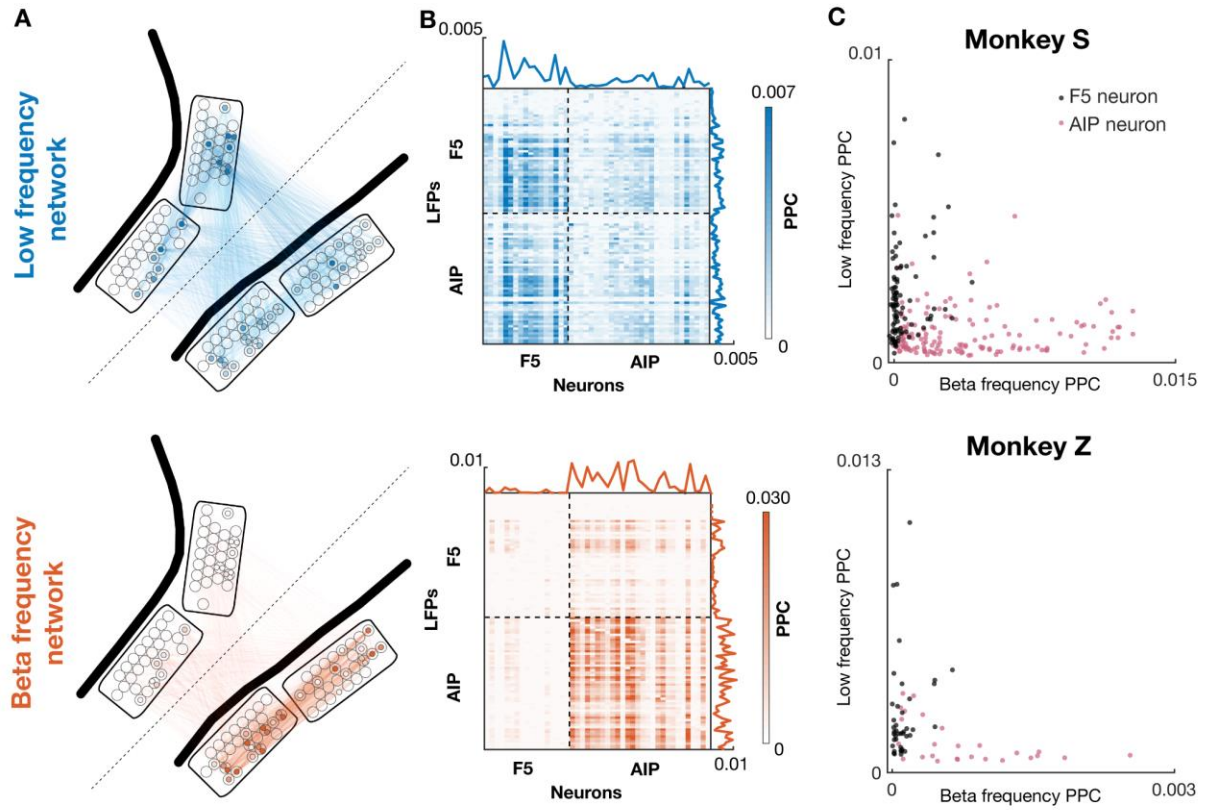 A
B
C
Low frequency
network
0.005
F5
LFPs
AIP
F5
AIP
Neurons
0.005
0.007
PPC
0
Monkey S
0.01
F5 neuron
AIP neuron
Low frequency PPC
0
0
Beta frequency PPC
0.015
Beta frequency
network
0.01
F5
LFPs
AIP
F5
AIP
Neurons
0.01
0.030
PPC
0
Monkey Z
0.013
Low frequency PPC
0
0
Beta frequency PPC
0.003